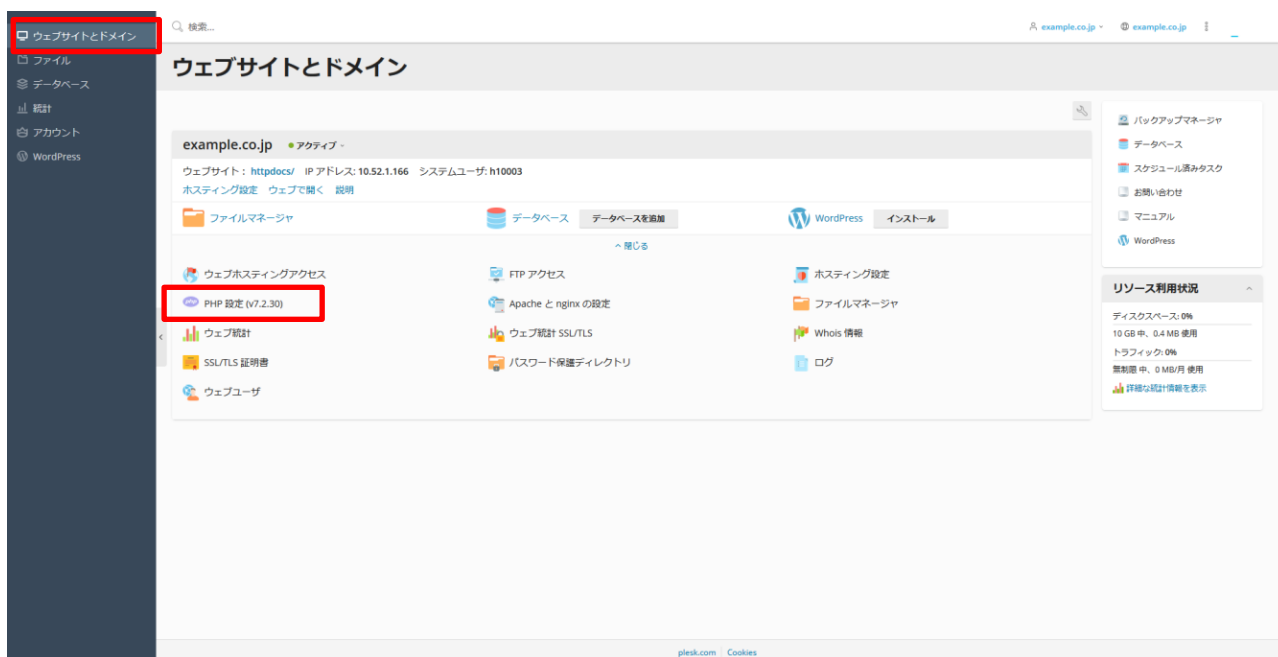 ウェブサイトとドメイン
ファイル
データベース
統計
アカウント
WordPress
検索...
example.co.jp
example.co.jp
ウェブサイトとドメイン
example.co.jp アクティブ
ウェブサイト: httpdocs/ IP アドレス: 10.52.1.166 システムユーザ: h10003
ホスティング設定 ウェブで開く 説明
ファイルマネージャ
データベース データベースを追加
WordPress インストール
閉じる
ウェブホスティングアクセス
FTP アクセス
ホスティング設定
PHP 設定 (v7.2.30)
Apache と nginx の設定
ファイルマネージャ
ウェブ統計
ウェブ統計 SSL/TLS
Whois 情報
SSL/TLS 証明書
パスワード保護ディレクトリ
ログ
ウェブユーザ
バックアップマネージャ
データベース
スケジュール済みタスク
お問い合わせ
マニュアル
WordPress
リソース利用状況
ディスクスペース: 0%
10 GB 中、0.4 MB 使用
トラフィック: 0%
無制限 中、0 MB/月 使用
詳細な統計情報を表示
plesk.com Cookies